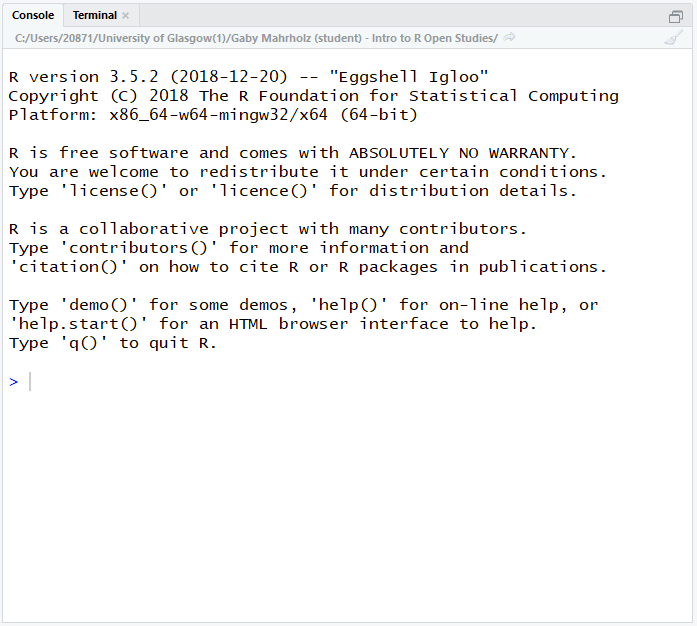 Console Terminal
C:/Users/20871/University of Glasgow(1)/Gaby Mahrholz (student) - Intro to R Open Studies/
R version 3.5.2 (2018-12-20) -- "Eggshell Igloo"
Copyright (C) 2018 The R Foundation for Statistical Computing
Platform: x86_64-w64-mingw32/x64 (64-bit)
R is free software and comes with ABSOLUTELY NO WARRANTY.
You are welcome to redistribute it under certain conditions.
Type 'license()' or 'licence()' for distribution details.
R is a collaborative project with many contributors.
Type 'contributors()' for more information and
'citation()' on how to cite R or R packages in publications.
Type 'demo()' for some demos, 'help()' for on-line help, or
'help.start()' for an HTML browser interface to help.
Type 'q()' to quit R.
>